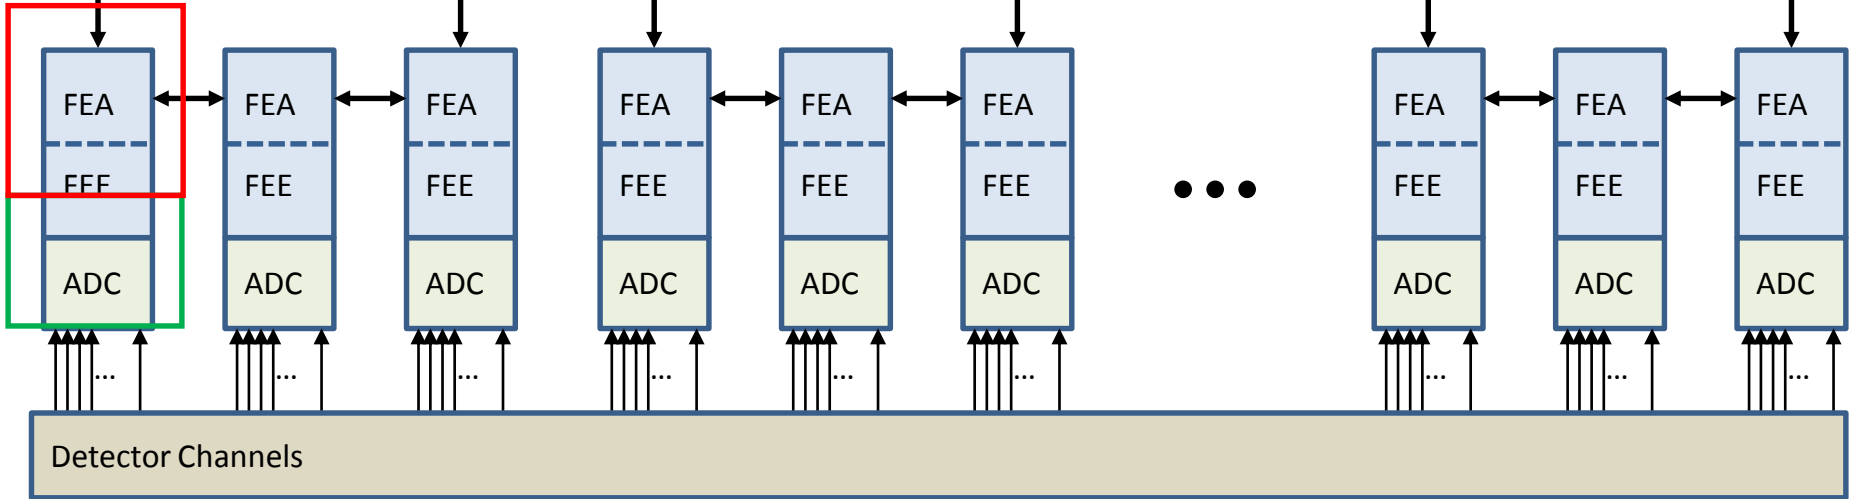 FEA FEA FEA FEA FEA FEA FEA FEA FEA
FEE FEE FEE FEE FEE FEE FEE FEE FEE
ADC ADC ADC ADC ADC ADC ADC ADC ADC
... ... ... ... ... ... ... ... ...
Detector Channels